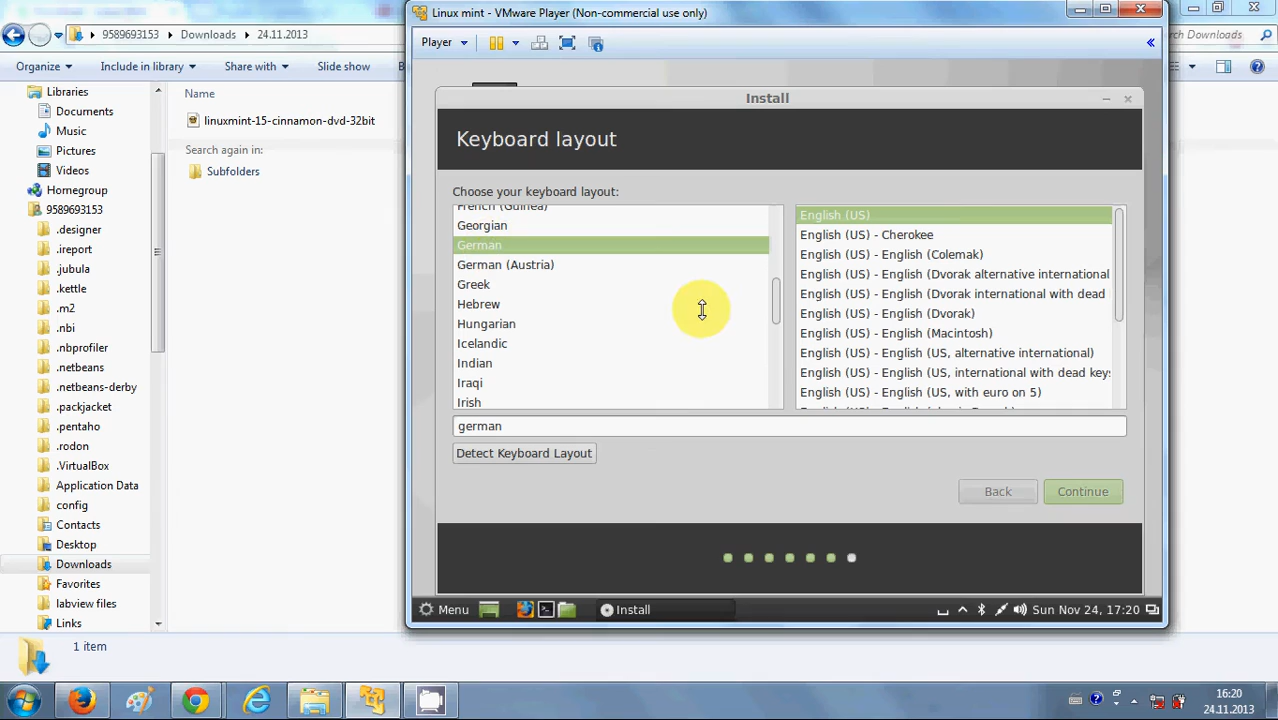 Linux mint - VMware Player (Non-commercial use only)
9589693153
Downloads
24.11.2013
Search Downloads
Player
Organize
Include in library
Share with
Slide show
Libraries
Documents
Music
Pictures
Videos
Homegroup
9589693153
.designer
.ireport
.jubula
.kettle
.m2
.nbi
.nbprofiler
.netbeans
.netbeans-derby
.packjacket
.pentaho
.rodon
.VirtualBox
Application Data
config
Contacts
Desktop
Downloads
Favorites
labview files
Links
Name
linuxmint-15-cinnamon-dvd-32bit
Search again in:
Subfolders
1 item
Install
Keyboard layout
Choose your keyboard layout:
French (Guinea)
Georgian
German
German (Austria)
Greek
Hebrew
Hungarian
Icelandic
Indian
Iraqi
Irish
English (US)
English (US) - Cherokee
English (US) - English (Colemak)
English (US) - English (Dvorak alternative international
English (US) - English (Dvorak international with dead
English (US) - English (Dvorak)
English (US) - English (Macintosh)
English (US) - English (US, alternative international)
English (US) - English (US, international with dead keys
English (US) - English (US, with euro on 5)
german
Detect Keyboard Layout
Back
Continue
Menu
Install
Sun Nov 24, 17:20
16:20
24.11.2013